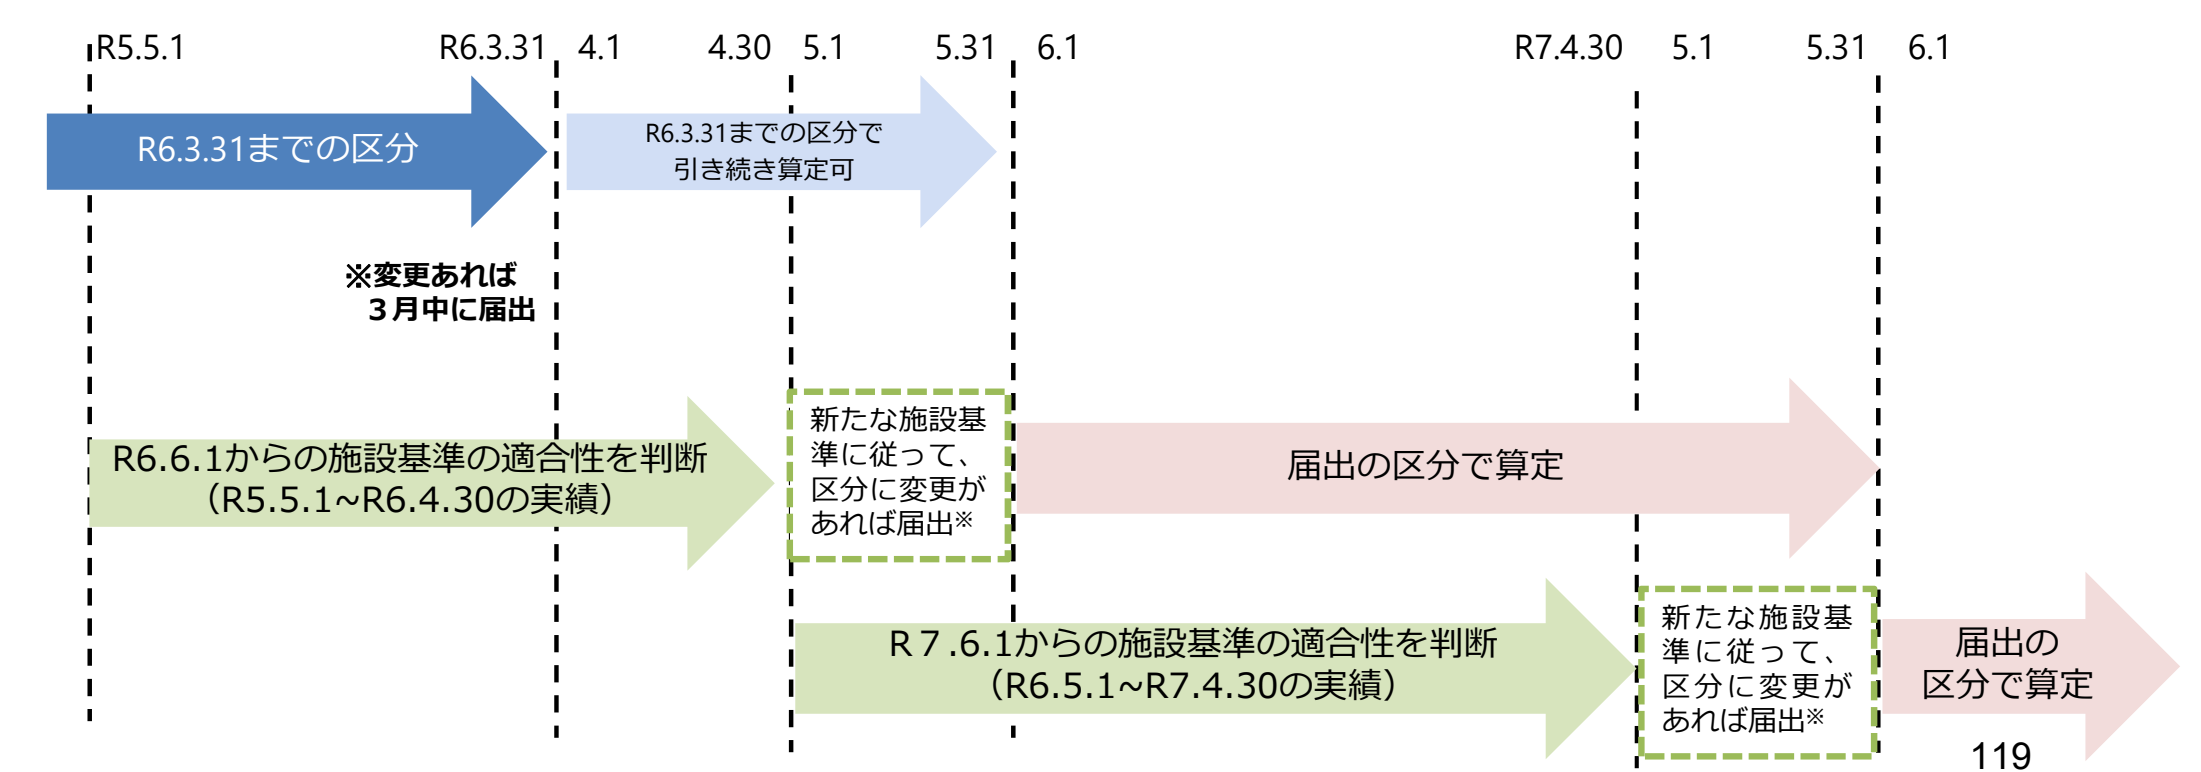 R5.5.1 R6.3.31 4.1 4.30 5.1 5.31 6.1 R7.4.30 5.1 5.31 6.1
R6.3.31までの区分
R6.3.31までの区分で
引き続き算定可
※変更あれば
３月中に届出
R6.6.1からの施設基準の適合性を判断
（R5.5.1~R6.4.30の実績）
新たな施設基
準に従って、
区分に変更が
あれば届出※
届出の区分で算定
R７.6.1からの施設基準の適合性を判断
（R6.5.1~R7.4.30の実績）
新たな施設基
準に従って、
区分に変更が
あれば届出※
届出の
区分で算定
119